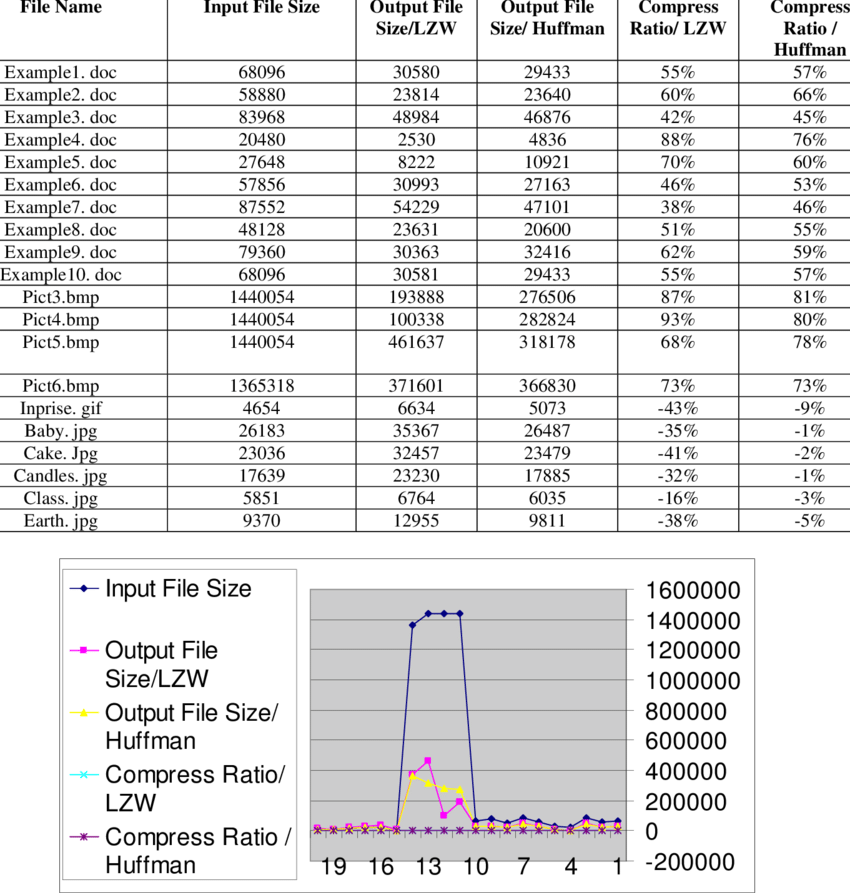 File Name Input File Size Output File Size/LZW Output File Size/ Huffman Compress Ratio/ LZW Compress Ratio / Huffman
Example1. doc 68096 30580 29433 55% 57%
Example2. doc 58880 23814 23640 60% 66%
Example3. doc 83968 48984 46876 42% 45%
Example4. doc 20480 2530 4836 88% 76%
Example5. doc 27648 8222 10921 70% 60%
Example6. doc 57856 30993 27163 46% 53%
Example7. doc 87552 54229 47101 38% 46%
Example8. doc 48128 23631 20600 51% 55%
Example9. doc 79360 30363 32416 62% 59%
Example10. doc 68096 30581 29433 55% 57%
Pict3.bmp 1440054 193888 276506 87% 81%
Pict4.bmp 1440054 100338 282824 93% 80%
Pict5.bmp 1440054 461637 318178 68% 78%
Pict6.bmp 1365318 371601 366830 73% 73%
Inprise. gif 4654 6634 5073 -43% -9%
Baby. jpg 26183 35367 26487 -35% -1%
Cake. Jpg 23036 32457 23479 -41% -2%
Candles. jpg 17639 23230 17885 -32% -1%
Class. jpg 5851 6764 6035 -16% -3%
Earth. jpg 9370 12955 9811 -38% -5%
Input File Size
Output File
Size/LZW
Output File Size/
Huffman
Compress Ratio/
LZW
Compress Ratio /
Huffman
1600000
1400000
1200000
1000000
800000
600000
400000
200000
0
-200000
19 16 13 10 7 4 1